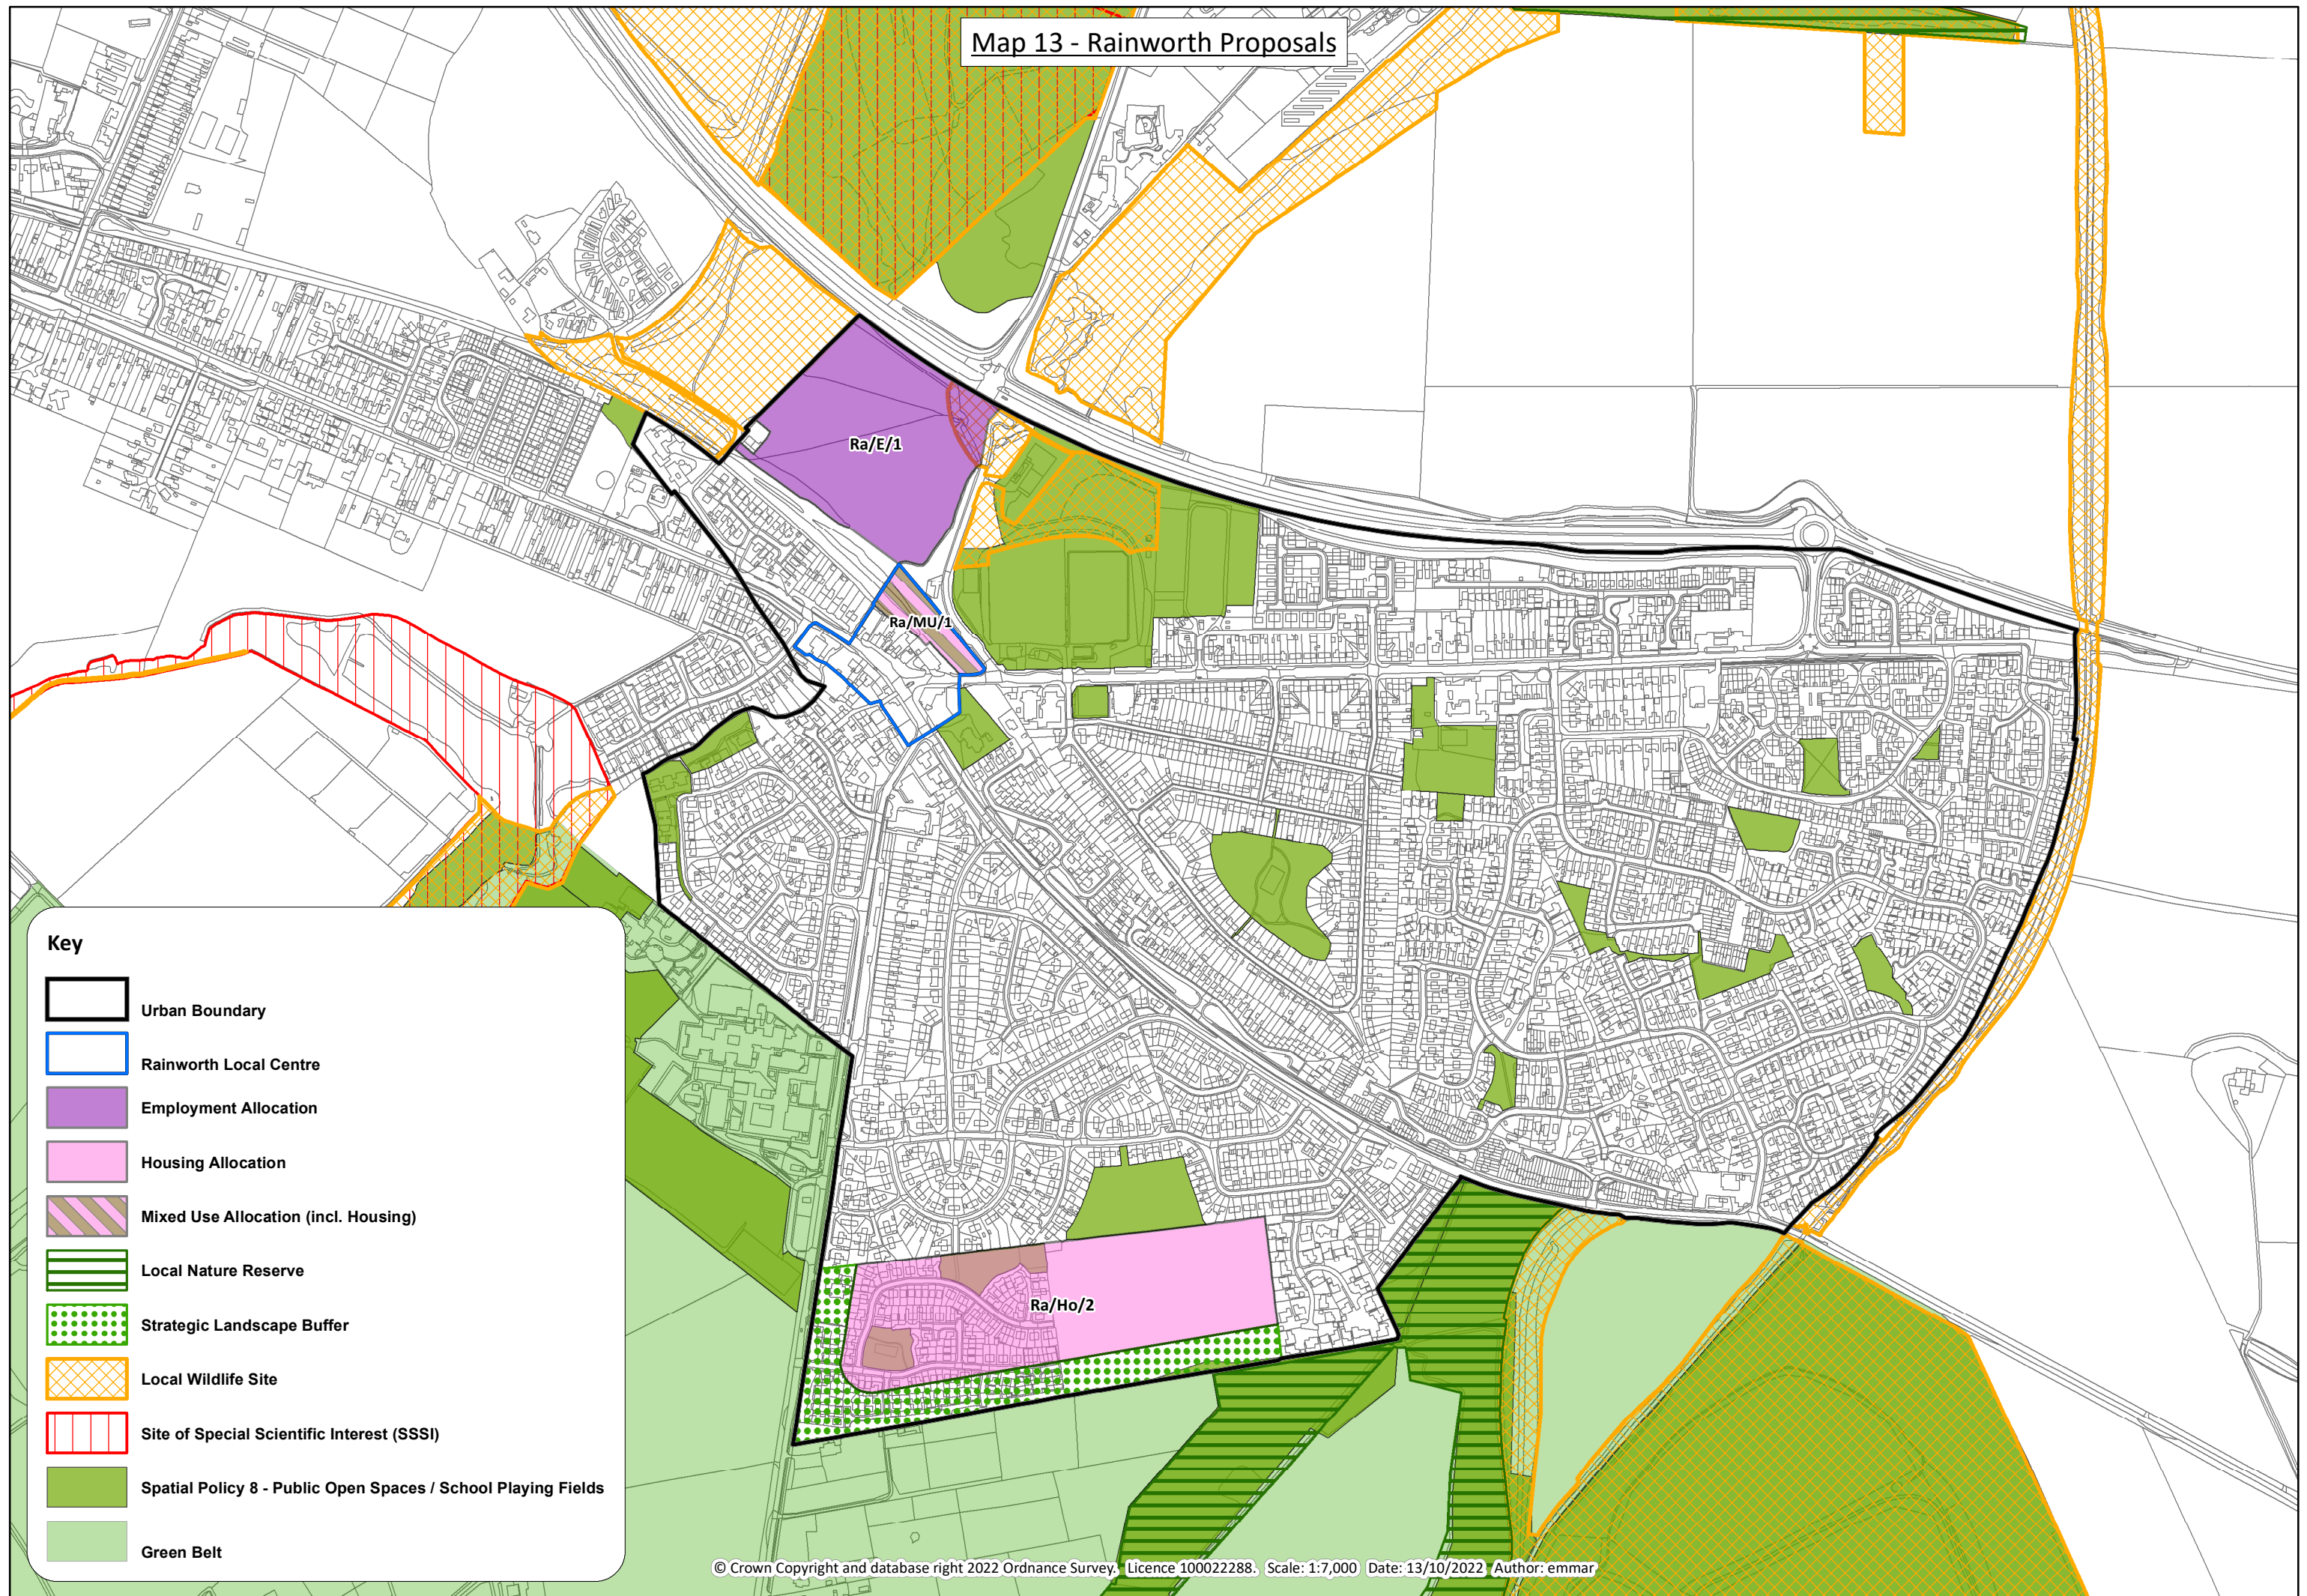 Map 13 - Rainworth Proposals
Ra/E/1
Ra/MU/1
Ra/Ho/2
Key
Urban Boundary
Rainworth Local Centre
Employment Allocation
Housing Allocation
Mixed Use Allocation (incl. Housing)
Local Nature Reserve
Strategic Landscape Buffer
Local Wildlife Site
Site of Special Scientific Interest (SSSI)
Spatial Policy 8 - Public Open Spaces / School Playing Fields
Green Belt
© Crown Copyright and database right 2022 Ordnance Survey. Licence 100022288. Scale: 1:7,000 Date: 13/10/2022 Author: emmar